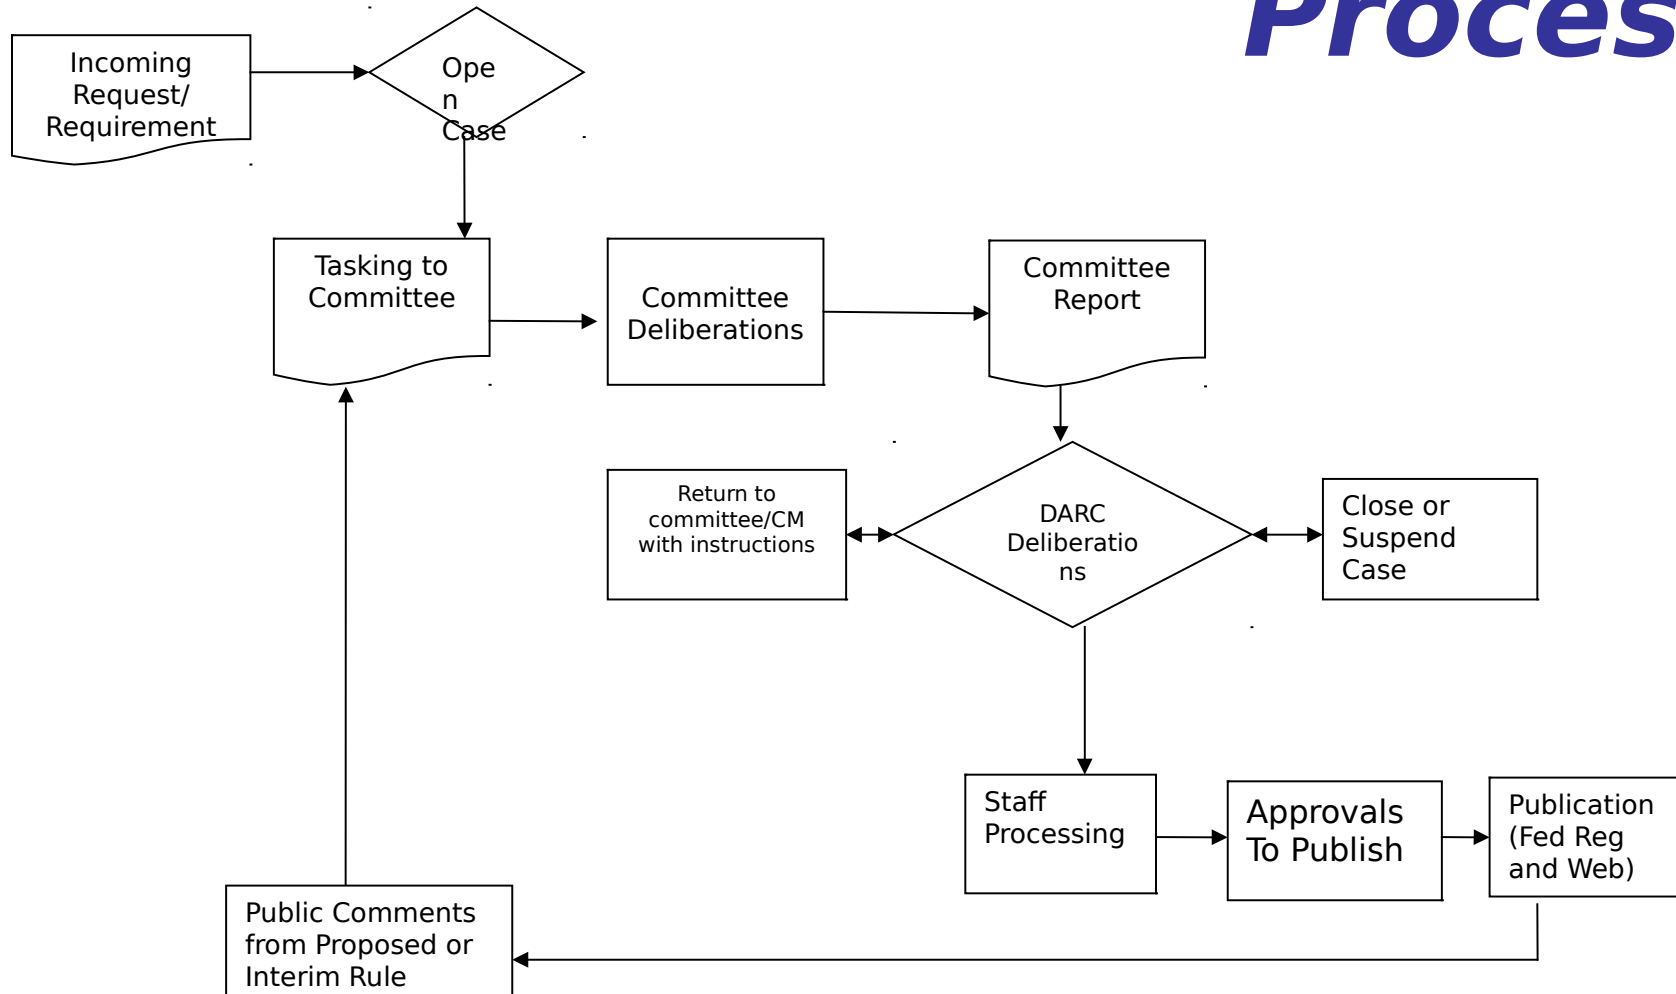 Proces
Incoming
Request/
Requirement
Ope
n
Case
Tasking to
Committee
Committee
Deliberations
Committee
Report
Return to
committee/CM
with instructions
DARC
Deliberatio
ns
Close or
Suspend
Case
Staff
Processing
Approvals
To Publish
Publication
(Fed Reg
and Web)
Public Comments
from Proposed or
Interim Rule